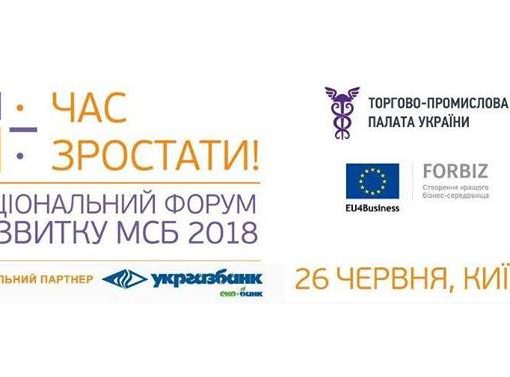 ЧАС
ЗРОСТАТИ!
ЦІОНАЛЬНИЙ ФОРУМ
ЗВИТКУ МСБ 2018
ЛЬНИЙ ПАРТНЕР
укргазбанк
еко-банк
ТОРГОВО-ПРОМИСЛОВА
ПАЛАТА УКРАЇНИ
EU4Business
FORBIZ
Створення кращого
бізнес-середовища
26 ЧЕРВНЯ, КИЇ